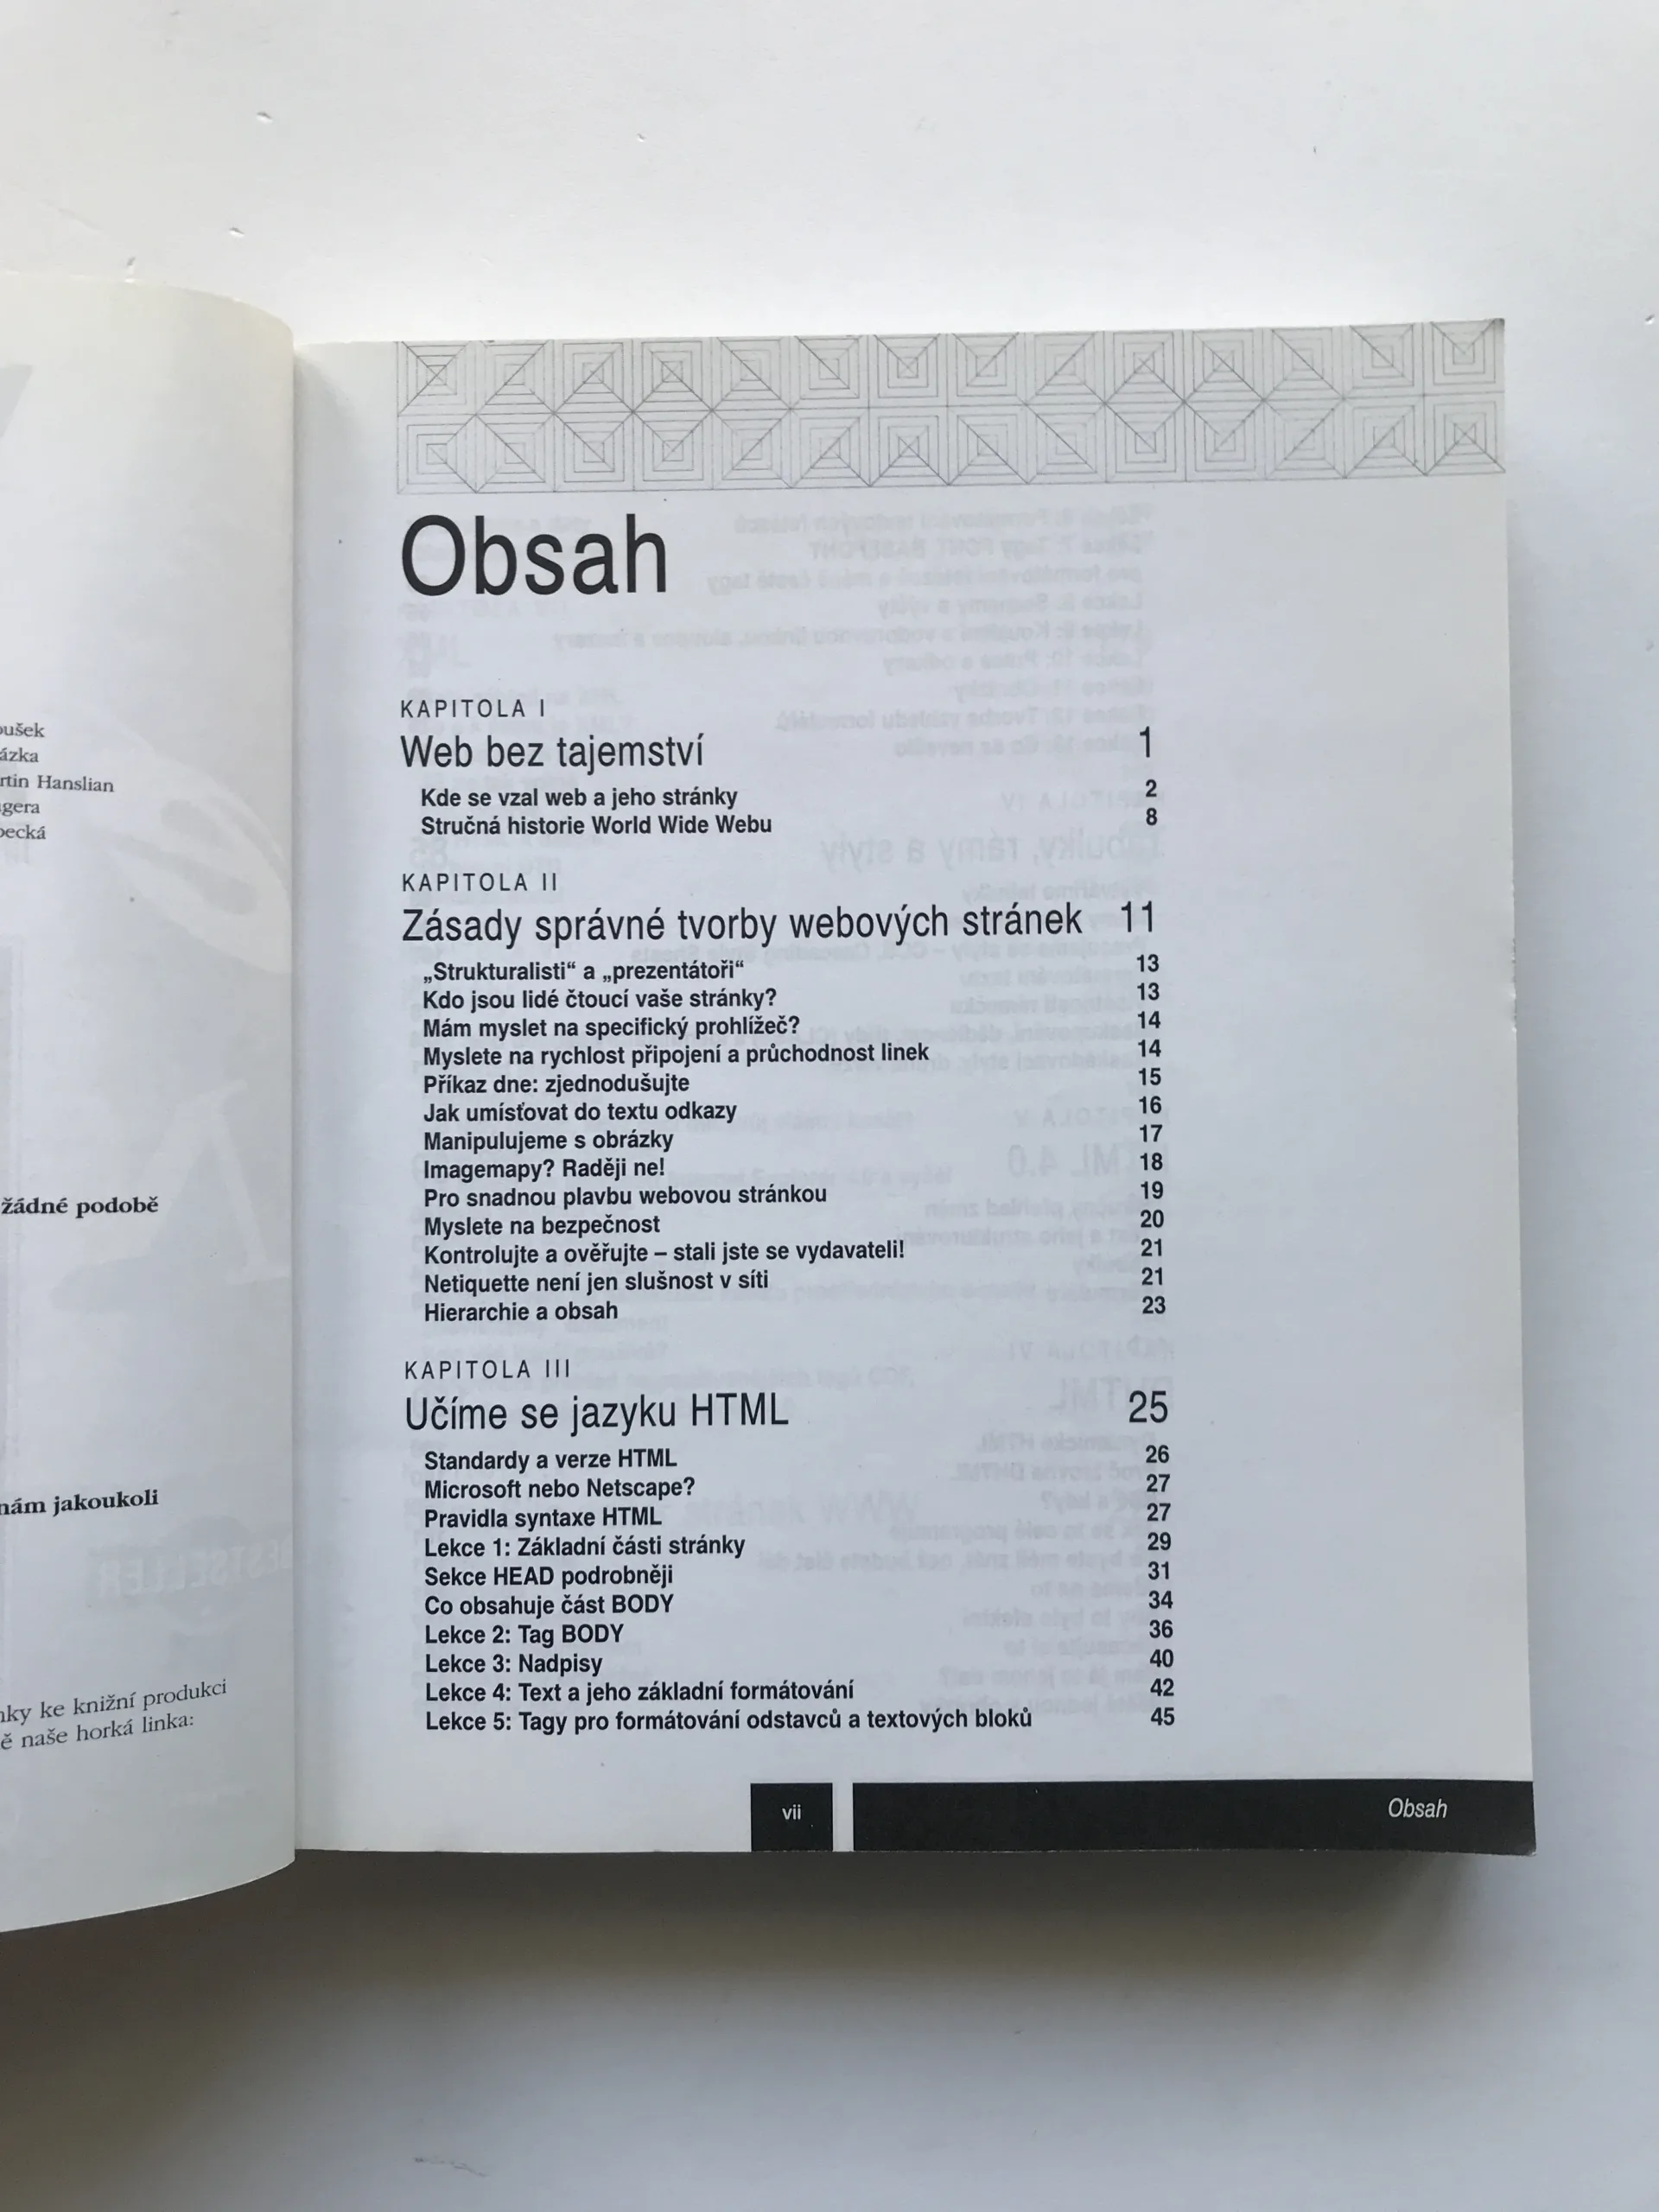 oušek
ázka
rtin Hanslian
gera
pecká
žádné podobě
nám jakoukoli
nky ke knižní produkci
ě naše horká linka:
Obsah
KAPITOLA I
Web bez tajemství 1
Kde se vzal web a jeho stránky 2
Stručná historie World Wide Webu 8
KAPITOLA II
Zásady správné tvorby webových stránek 11
„Strukturalisti“ a „prezentátoři“ 13
Kdo jsou lidé čtoucí vaše stránky? 13
Mám myslet na specifický prohlížeč? 14
Myslete na rychlost připojení a průchodnost linek 14
Příkaz dne: zjednodušujte 15
Jak umísťovat do textu odkazy 16
Manipulujeme s obrázky 17
Imagemapy? Raději ne! 18
Pro snadnou plavbu webovou stránkou 19
Myslete na bezpečnost 20
Kontrolujte a ověřujte – stali jste se vydavateli! 21
Netiquette není jen slušnost v síti 21
Hierarchie a obsah 23
KAPITOLA III
Učíme se jazyku HTML 25
Standardy a verze HTML 26
Microsoft nebo Netscape? 27
Pravidla syntaxe HTML 27
Lekce 1: Základní části stránky 29
Sekce HEAD podrobněji 31
Co obsahuje část BODY 34
Lekce 2: Tag BODY 36
Lekce 3: Nadpisy 40
Lekce 4: Text a jeho základní formátování 42
Lekce 5: Tagy pro formátování odstavců a textových bloků 45
vii
Obsah